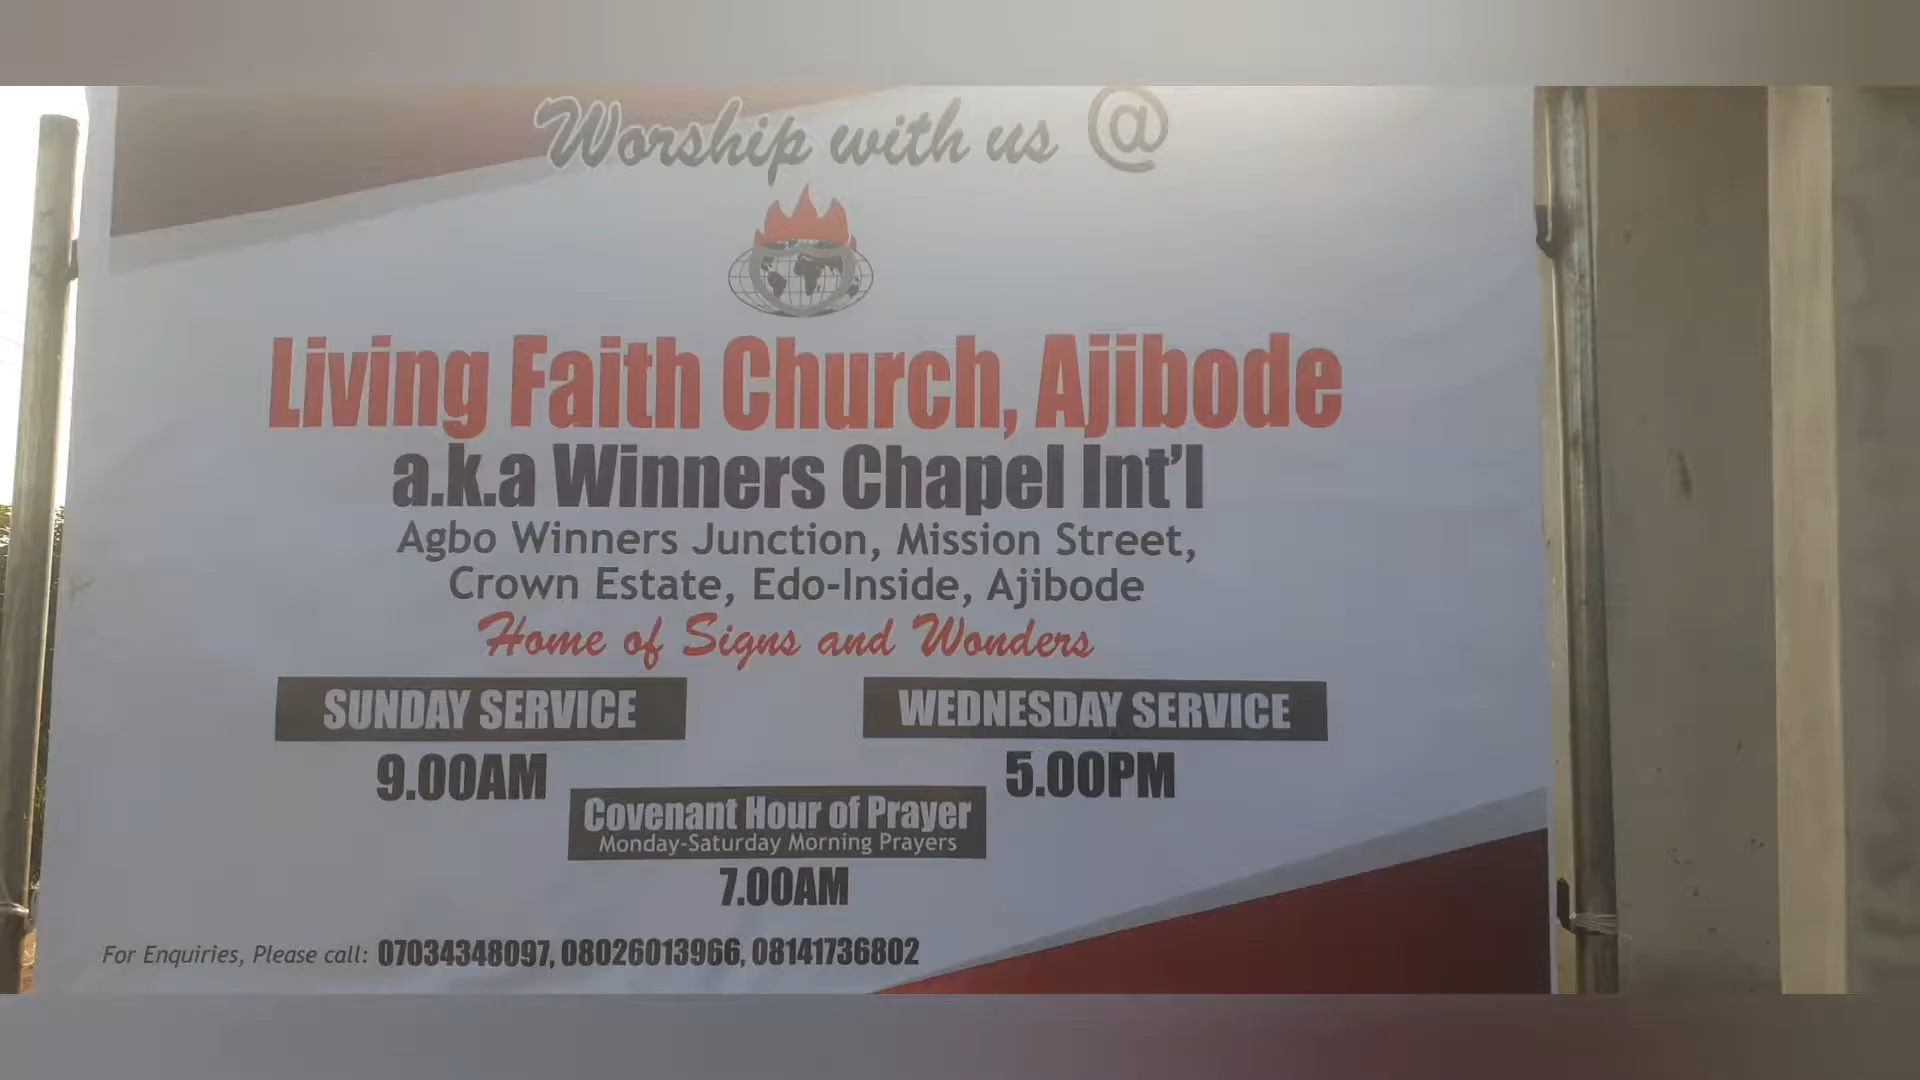 Worship with us @
Living Faith Church, Ajibode
a.k.a Winners Chapel Int'l
Agbo Winners Junction, Mission Street,
Crown Estate, Edo-Inside, Ajibode
Home of Signs and Wonders
SUNDAY SERVICE
9.00AM
WEDNESDAY SERVICE
5.00PM
Covenant Hour of Prayer
Monday-Saturday Morning Prayers
7.00AM
For Enquiries, Please call: 07034348097, 08026013966, 08141736802